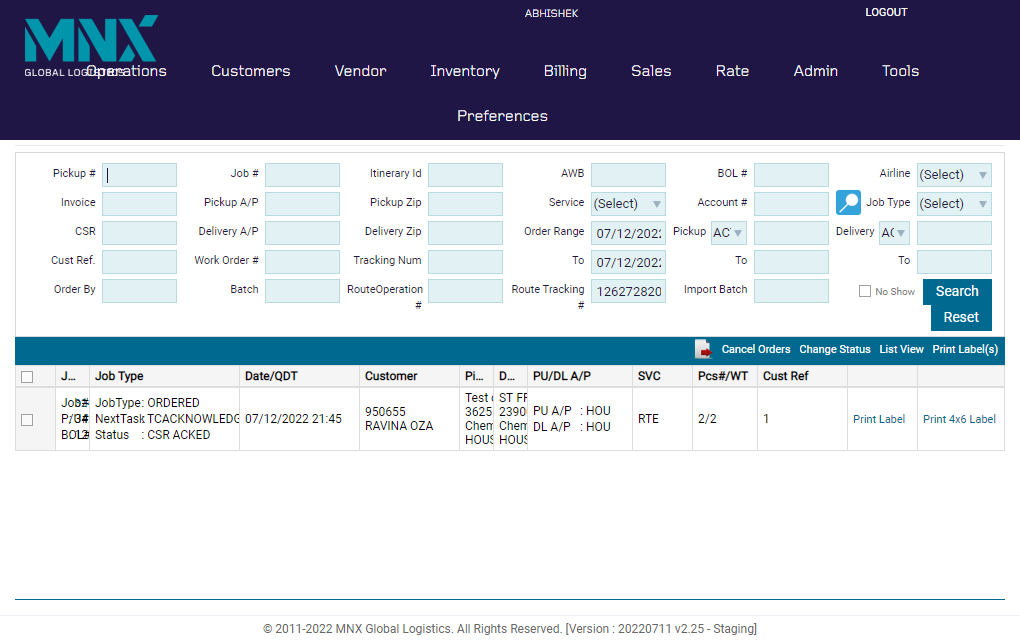 ABHISHEK
LOGOUT
MNX
GLOBAL LOGISTICS
Operations Customers Vendor Inventory Billing Sales Rate Admin Tools
Preferences
Pickup # Job # Itinerary Id AWB BOL # Airline (Select)
Invoice Pickup A/P Pickup Zip Service (Select) Account # Job Type (Select)
CSR Delivery A/P Delivery Zip Order Range 07/12/2022 Pickup Delivery
Cust Ref. Work Order # Tracking Num To 07/12/2022 To To
Order By Batch RouteOperation # Route Tracking # 126272820 Import Batch No Show Search
Reset
Cancel Orders Change Status List View Print Label(s)
J... Job Type Date/QDT Customer Pi... D... PU/DL A/P SVC Pcs#/WT Cust Ref
JobType: ORDERED
NextTask TCACKNOWLEDG
Status : CSR ACKED
07/12/2022 21:45
950655
RAVINA OZA
Test
3625
Chem
HOUS
ST FF
2390
Chem
HOUS
PU A/P : HOU
DL A/P : HOU
RTE
2/2
1
Print Label
Print 4x6 Label
© 2011-2022 MNX Global Logistics. All Rights Reserved. [Version : 20220711 v2.25 - Staging]